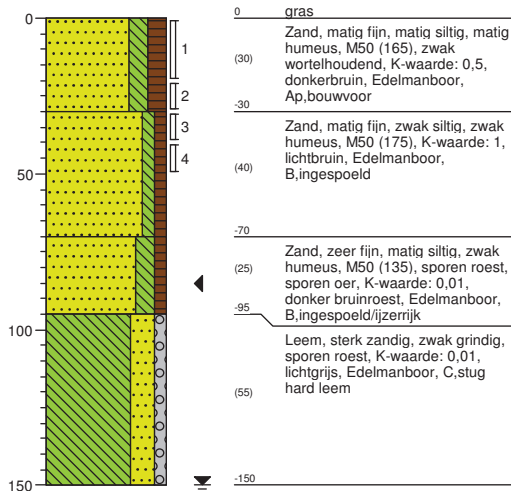 0
50
100
150
1
2
3
4
0 gras
Zand, matig fijn, matig siltig, matig
humeus, M50 (165), zwak
wortelhoudend, K-waarde: 0,5,
donkerbruin, Edelmanboor,
Ap,bouwvoor
(30)
-30
Zand, matig fijn, zwak siltig, zwak
humeus, M50 (175), K-waarde: 1,
lichtbruin, Edelmanboor,
B,ingespoeld
(40)
-70
Zand, zeer fijn, matig siltig, zwak
humeus, M50 (135), sporen roest,
sporen oer, K-waarde: 0,01,
donker bruinroest, Edelmanboor,
B,ingespoeld/ijzerrijk
(25)
-95
Leem, sterk zandig, zwak grindig,
sporen roest, K-waarde: 0,01,
lichtgrijs, Edelmanboor, C,stug
hard leem
(55)
-150